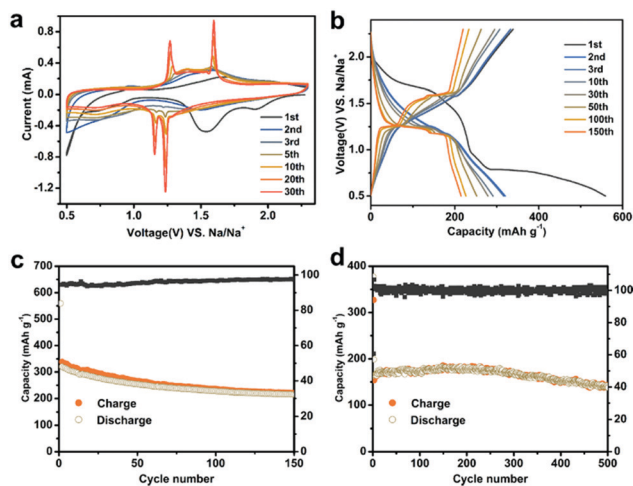 a
0.8
0.4
0.0
-0.4
-0.8
-1.2
Current (mA)
0.5 1.0 1.5 2.0
Voltage(V) VS. Na/Na⁺
1st
2nd
3rd
5th
10th
20th
30th
b
2.0
1.5
1.0
0.5
Voltage(V) VS. Na/Na⁺
0 200 400 600
Capacity (mAh g⁻¹)
1st
2nd
3rd
10th
30th
50th
100th
150th
c
700
600
500
400
300
200
100
0
Capacity (mAh g⁻¹)
100
80
60
40
20
0
0 50 100 150
Cycle number
Charge
Discharge
d
400
350
300
250
200
150
100
50
0
Capacity (mAh g⁻¹)
100
80
60
40
20
0
0 100 200 300 400 500
Cycle number
Charge
Discharge